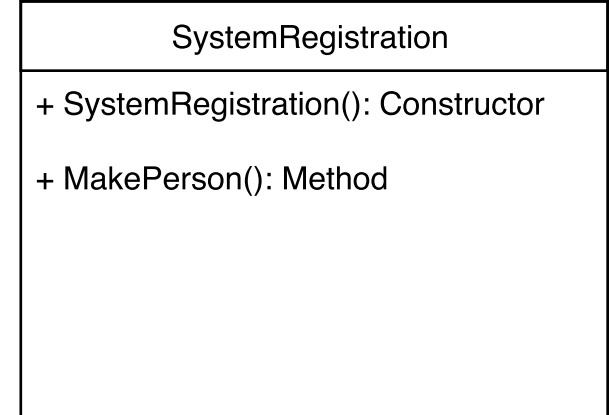 SystemRegistration
+ SystemRegistration(): Constructor
+ MakePerson(): Method